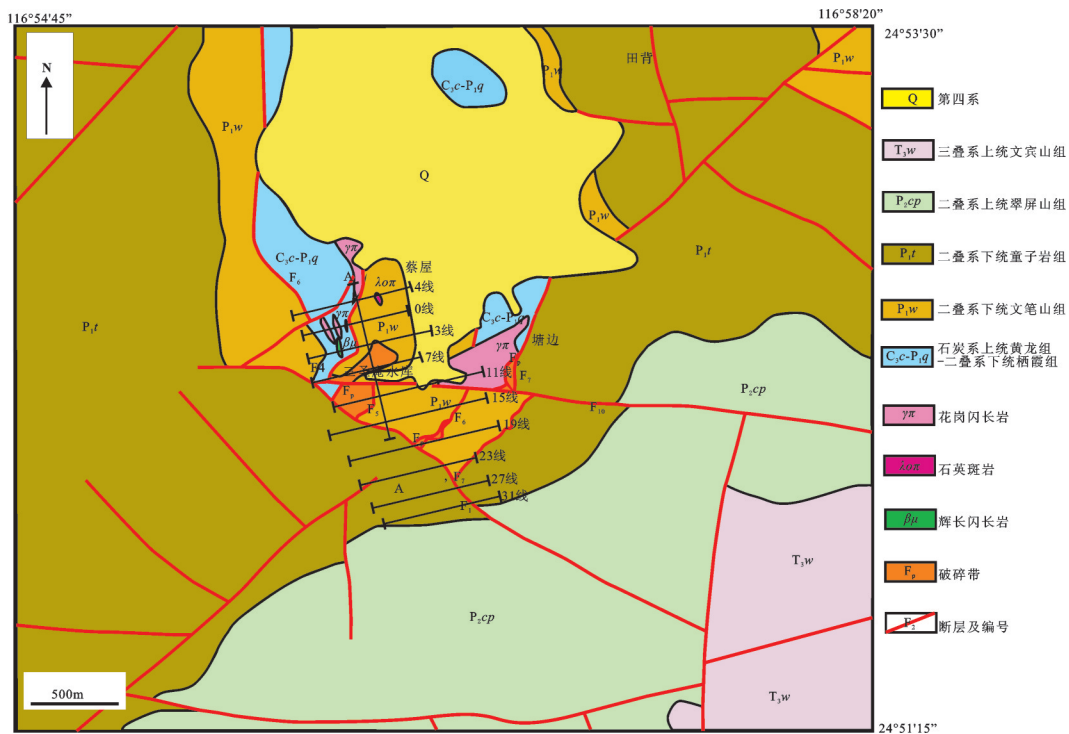 116°54'45"
116°58'20"
24°53'30"
N
C₃c-P₁q
P₁w
田背
P₁w
Q 第四系
P₁w
T₃w 三叠系上统文宾山组
Q
P₂cp 二叠系上统翠屏山组
P₁w
γπ
C₃c-P₁q
蔡屋
P₁t
P₁t 二叠系下统童子岩组
F₆
A
λοπ
4线
0线
P₁w 二叠系下统文笔山组
γπ
P₁t
P₁w
3线
C₃c-P₁q
βμ
γπ
塘边
C₃c-P₁q 石炭系上统黄龙组
-二叠系下统栖霞组
7线
F4
11线
F₇
P₂cp
Fₚ
P₁w
15线
F₅
F₁₀
γπ 花岗闪长岩
F₆
19线
23线
λοπ 石英斑岩
A
, F₇
27线
31线
F₁
βμ 辉长闪长岩
T₃w
Fₚ 破碎带
P₂cp
F₂ 断层及编号
500m
T₃w
24°51'15"